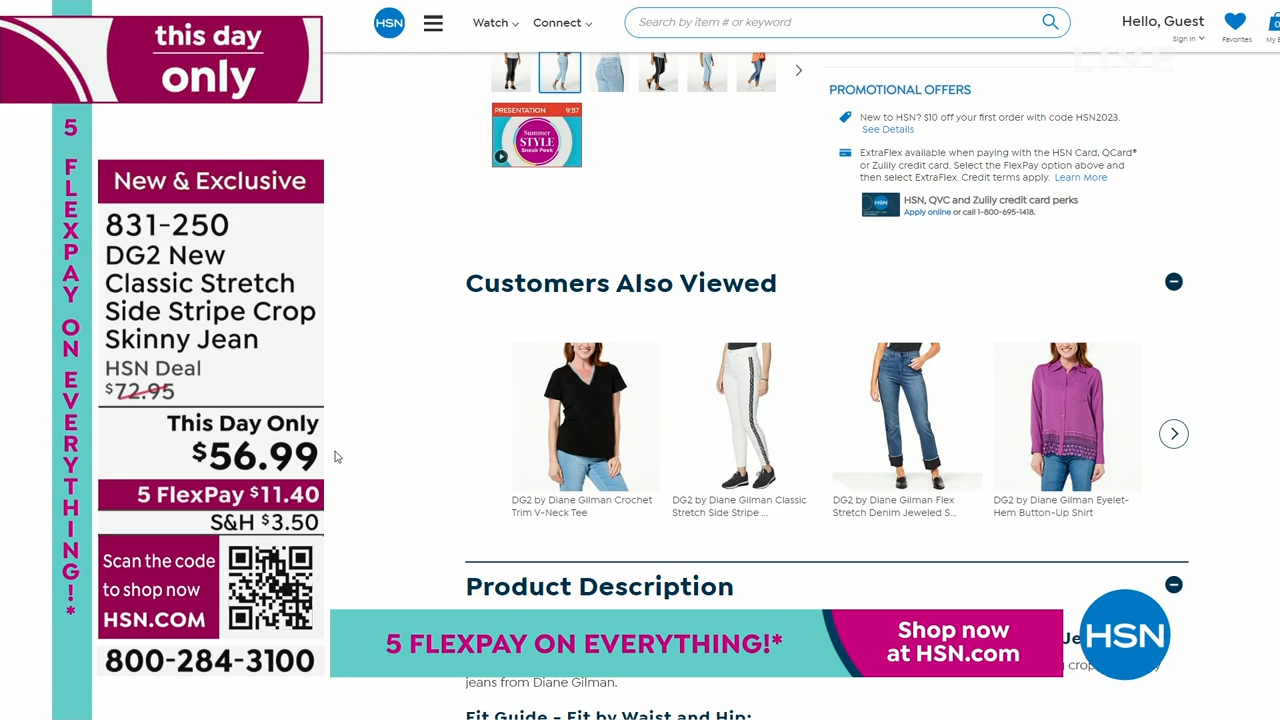 this day
only
5 FLEXPAY ON EVERYTHING!*
New & Exclusive
831-250
DG2 New
Classic Stretch
Side Stripe Crop
Skinny Jean
HSN Deal
$72.95
This Day Only
$56.99
5 FlexPay $11.40
S&H $3.50
Scan the code
to shop now
HSN.COM
800-284-3100
HSN
Watch
Connect
Search by item # or keyword
Hello, Guest
Sign In
Favorites
LIVE
PRESENTATION 9:57
Summer
STYLE
Sneak Peek
PROMOTIONAL OFFERS
New to HSN? $10 off your first order with code HSN2023.
See Details
ExtraFlex available when paying with the HSN Card, QCard®
or Zulily credit card. Select the FlexPay option above and
then select ExtraFlex. Credit terms apply. Learn More
HSN
HSN, QVC and Zulily credit card perks
Apply online or call 1-800-695-1418.
Customers Also Viewed
DG2 by Diane Gilman Crochet
Trim V-Neck Tee
DG2 by Diane Gilman Classic
Stretch Side Stripe ...
DG2 by Diane Gilman Flex
Stretch Denim Jeweled S...
DG2 by Diane Gilman Eyelet-
Hem Button-Up Shirt
Product Description
5 FLEXPAY ON EVERYTHING!*
Shop now
at HSN.com
HSN
jeans from Diane Gilman.
Fit Guide - Fit by Waist and Hip: